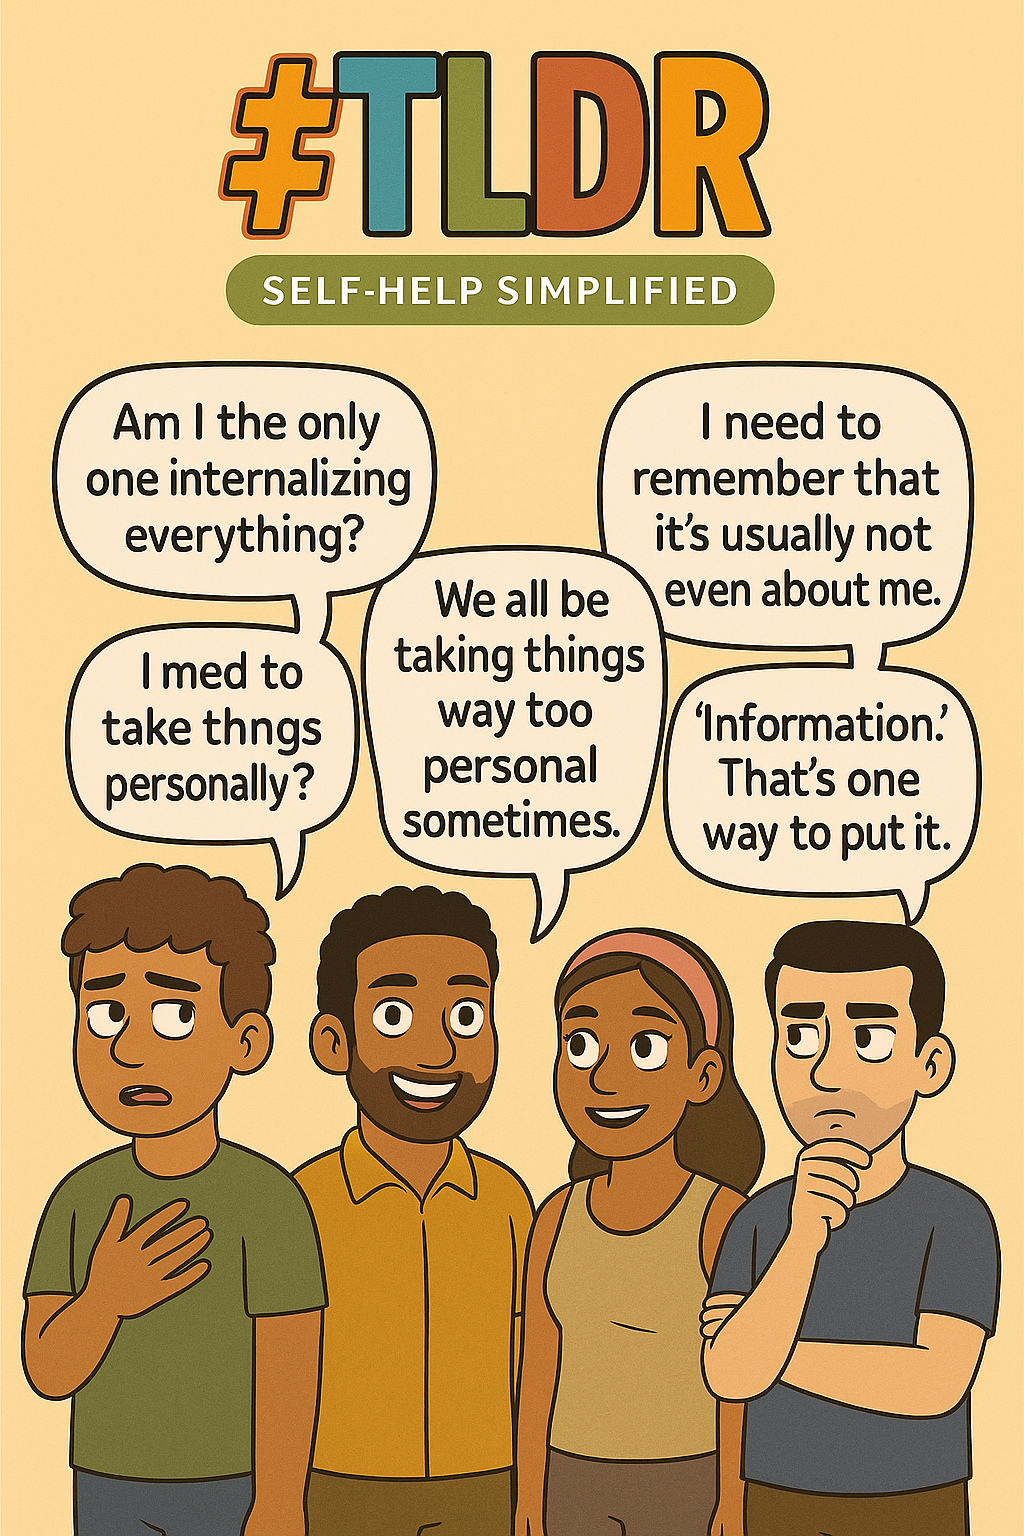 #TLDR
SELF-HELP SIMPLIFIED
Am I the only
one internalizing
everything?
I med to
take thngs
personally?
We all be
taking things
way too
personal
sometimes.
I need to
remember that
it's usually not
even about me.
'Information.'
That's one
way to put it.